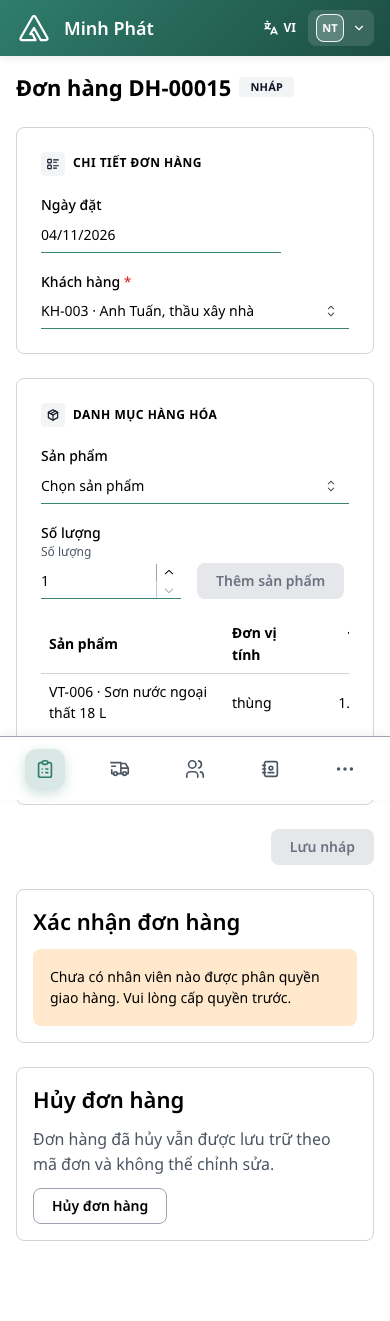 Minh Phát
VI
NT
Đơn hàng DH-00015
NHÁP
CHI TIẾT ĐƠN HÀNG
Ngày đặt
04/11/2026
Khách hàng *
KH-003 · Anh Tuấn, thầu xây nhà
DANH MỤC HÀNG HÓA
Sản phẩm
Chọn sản phẩm
Số lượng
Số lượng
1
Thêm sản phẩm
Sản phẩm
Đơn vị
tính
VT-006 · Sơn nước ngoại
thất 18 L
thùng
1.
Lưu nháp
Xác nhận đơn hàng
Chưa có nhân viên nào được phân quyền
giao hàng. Vui lòng cấp quyền trước.
Hủy đơn hàng
Đơn hàng đã hủy vẫn được lưu trữ theo
mã đơn và không thể chỉnh sửa.
Hủy đơn hàng